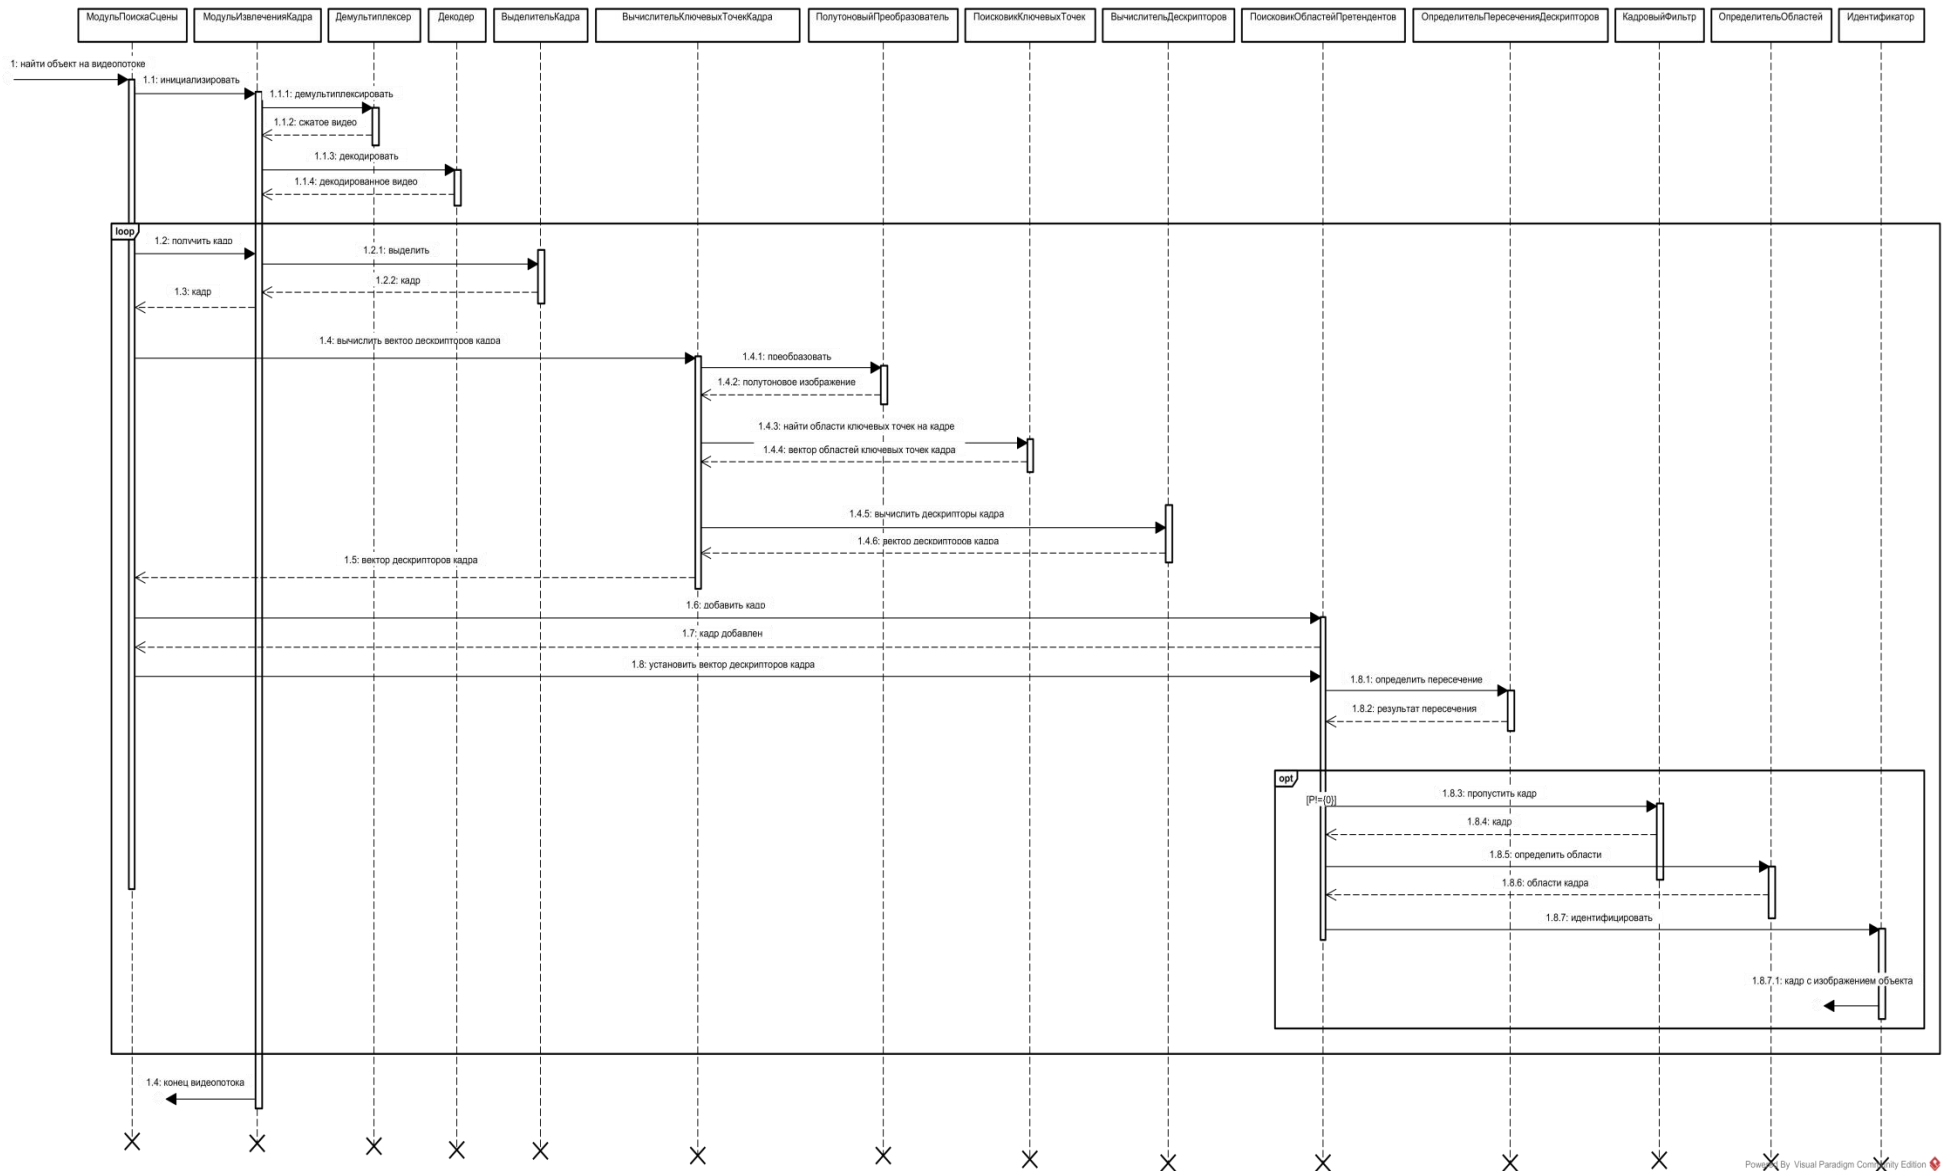 МодульПоискаСцены
МодульИзвлеченияКадра
Демультиплексер
Декодер
ВыделительКадра
ВычислительКлючевыхТочекКадра
ПолутоновыйПреобразователь
ПоисковикКлючевыхТочек
ВычислительДескрипторов
ПоисковикОбластейПретендентов
ОпределительПересеченияДескрипторов
КадровыйФильтр
ОпределительОбластей
Идентификатор
1: найти объект на видеопотоке
1.1: инициализировать
1.1.1: демультиплексировать
1.1.2: сжатое видео
1.1.3: декодировать
1.1.4: декодированное видео
loop
1.2: получить кадр
1.2.1: выделить
1.2.2: кадр
1.3: кадр
1.4: вычислить вектор дескрипторов кадра
1.4.1: преобразовать
1.4.2: полутоновое изображение
1.4.3: найти области ключевых точек на кадре
1.4.4: вектор областей ключевых точек кадра
1.4.5: вычислить дескрипторы кадра
1.4.6: вектор дескрипторов кадра
1.5: вектор дескрипторов кадра
1.6: добавить кадр
1.7: кадр добавлен
1.8: установить вектор дескрипторов кадра
1.8.1: определить пересечение
1.8.2: результат пересечения
opt
[P!={0}]
1.8.3: пропустить кадр
1.8.4: кадр
1.8.5: определить области
1.8.6: области кадра
1.8.7: идентифицировать
1.8.7.1: кадр с изображением объекта
1.4: конец видеопотока
Powered By Visual Paradigm Community Edition